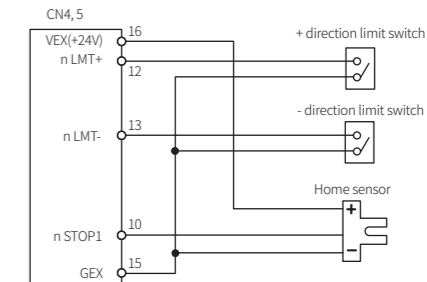 CN4, 5
VEX(+24V)
16
+ direction limit switch
n LMT+
12
- direction limit switch
n LMT-
13
Home sensor
+
n STOP1
10
−
GEX
15